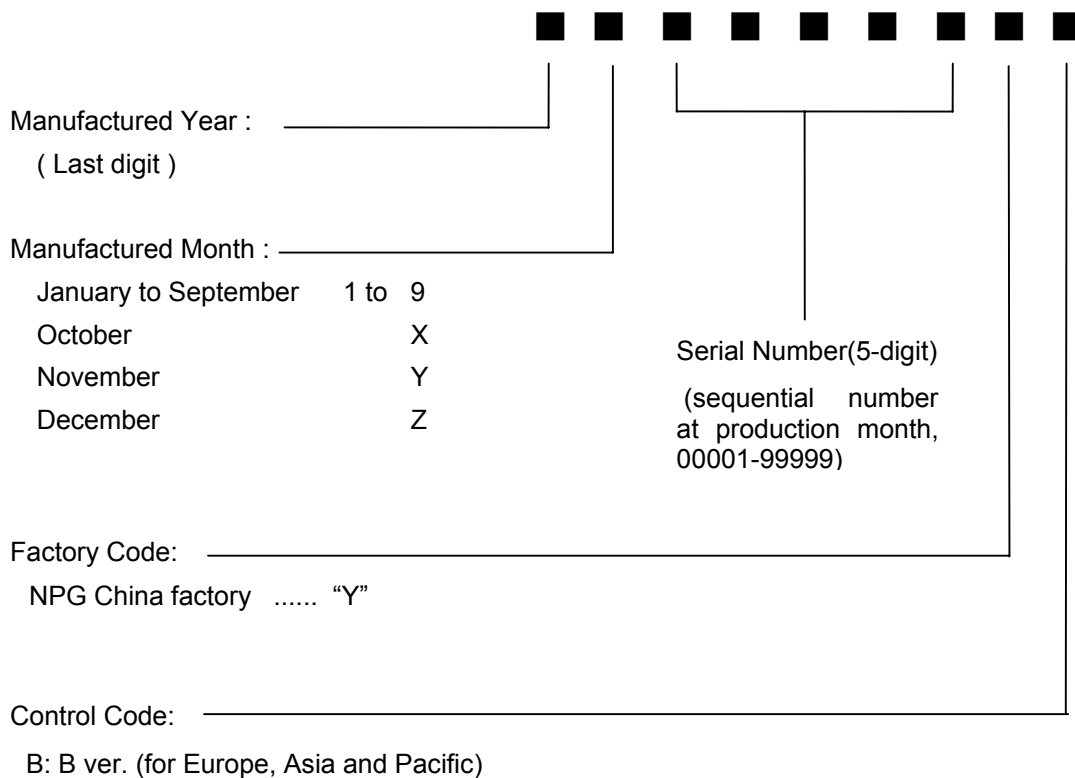 Manufactured Year :
( Last digit )
Manufactured Month :
January to September 1 to 9
October X
November Y
December Z
Serial Number(5-digit)
(sequential number
at production month,
00001-99999)
Factory Code:
NPG China factory ...... “Y”
Control Code:
B: B ver. (for Europe, Asia and Pacific)